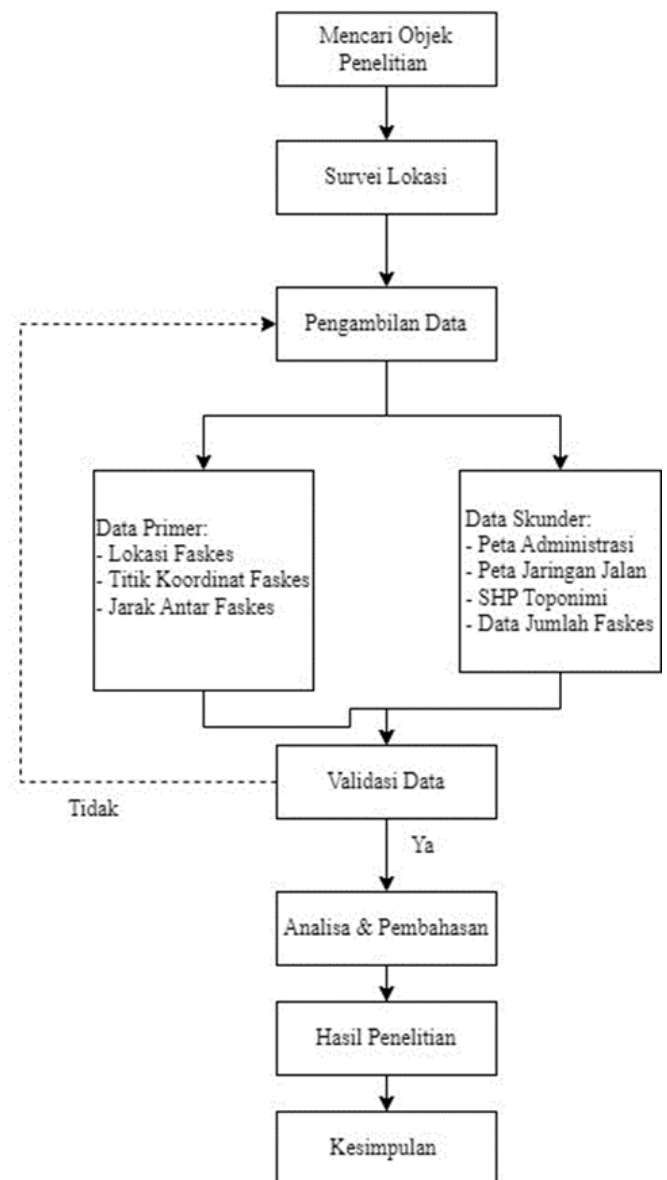 Mencari Objek
Penelitian
Survei Lokasi
Pengambilan Data
Data Primer:
- Lokasi Faskes
- Titik Koordinat Faskes
- Jarak Antar Faskes
Data Skunder:
- Peta Administrasi
- Peta Jaringan Jalan
- SHP Toponimi
- Data Jumlah Faskes
Validasi Data
Tidak
Ya
Analisa & Pembahasan
Hasil Penelitian
Kesimpulan